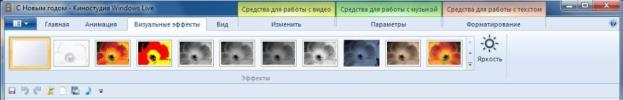 С Новым годом - Киностудия Windows Live
Средства для работы с видео
Средства для работы с музыкой
Средства для работы с текстом
Главная
Анимация
Визуальные эффекты
Вид
Изменить
Параметры
Форматирование
Яркость
Эффекты